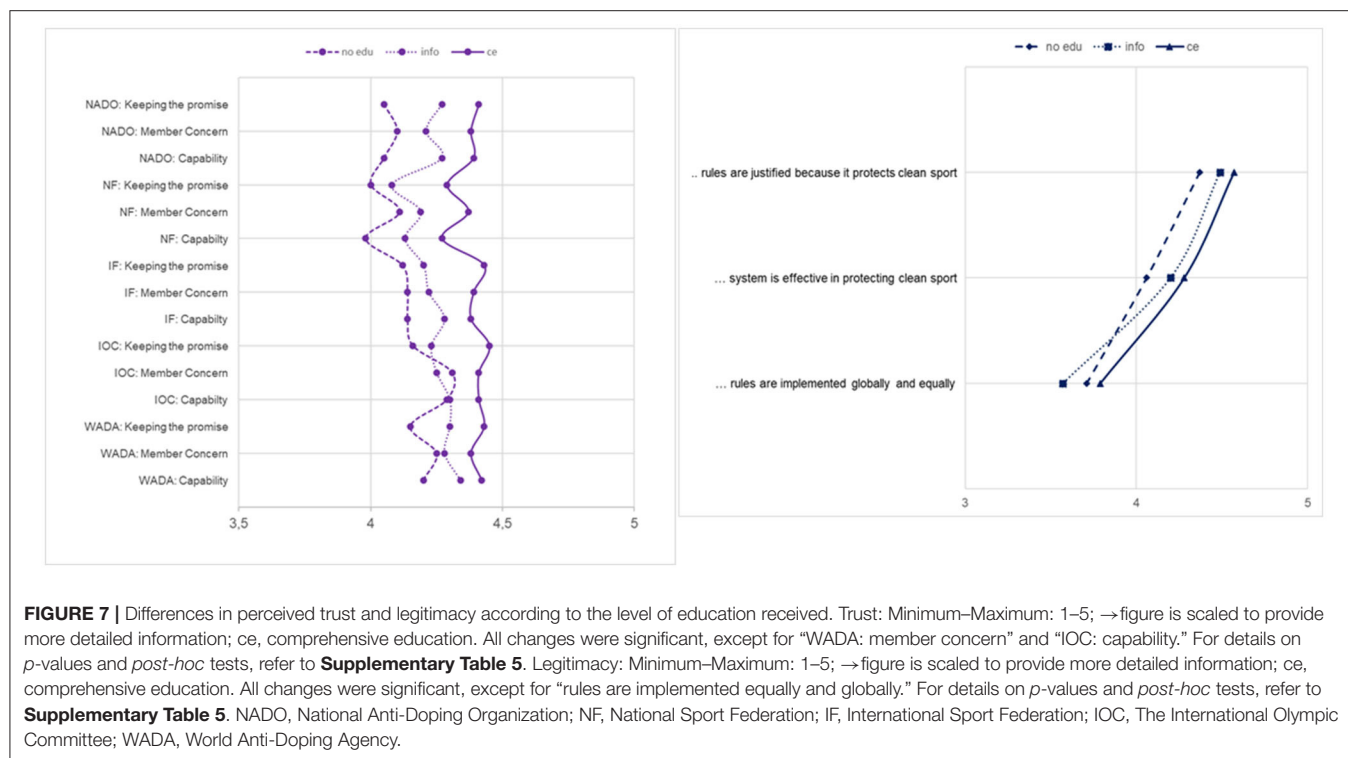 no edu info ce
NADO: Keeping the promise
NADO: Member Concern
NADO: Capability
NF: Keeping the promise
NF: Member Concern
NF: Capabilty
IF: Keeping the promise
IF: Member Concern
IF: Capabilty
IOC: Keeping the promise
IOC: Member Concern
IOC: Capabilty
WADA: Keeping the promise
WADA: Member Concern
WADA: Capability
3,5 4 4,5 5
no edu info ce
.. rules are justified because it protects clean sport
... system is effective in protecting clean sport
... rules are implemented globally and equally
3 4 5
FIGURE 7 | Differences in perceived trust and legitimacy according to the level of education received. Trust: Minimum–Maximum: 1–5; →figure is scaled to provide
more detailed information; ce, comprehensive education. All changes were significant, except for “WADA: member concern” and “IOC: capability.” For details on
p-values and post-hoc tests, refer to Supplementary Table 5. Legitimacy: Minimum–Maximum: 1–5; →figure is scaled to provide more detailed information; ce,
comprehensive education. All changes were significant, except for “rules are implemented equally and globally.” For details on p-values and post-hoc tests, refer to
Supplementary Table 5. NADO, National Anti-Doping Organization; NF, National Sport Federation; IF, International Sport Federation; IOC, The International Olympic
Committee; WADA, World Anti-Doping Agency.